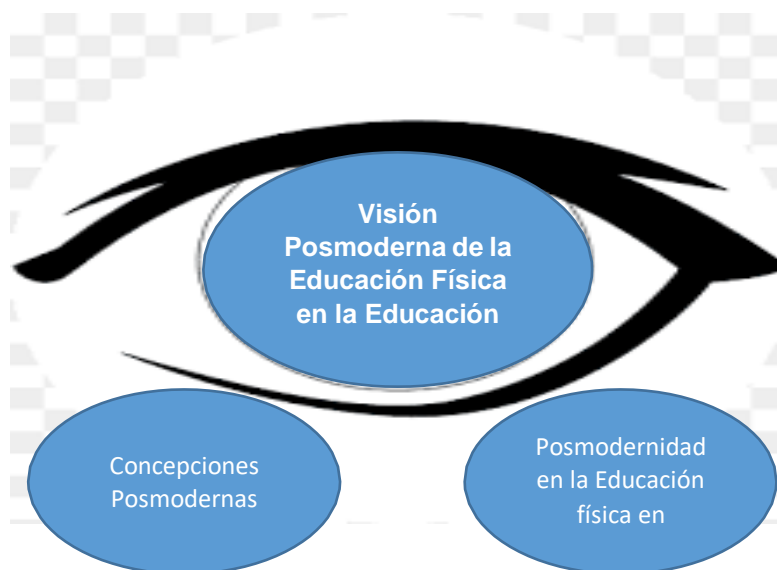 Visión
Posmoderna de la
Educación Física
en la Educación
Concepciones
Posmodernas
Posmodernidad
en la Educación
física en